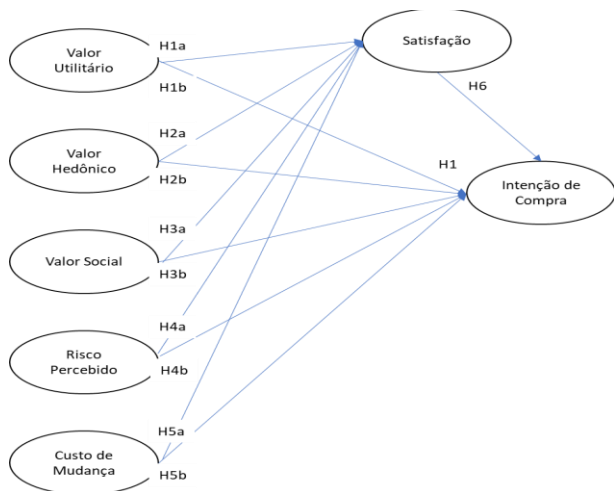 Valor
Utilitário
H1a
H1b
Satisfação
H6
Valor
Hedônico
H2a
H2b
H1
Intenção de
Compra
Valor Social
H3a
H3b
Risco
Percebido
H4a
H4b
Custo de
Mudança
H5a
H5b